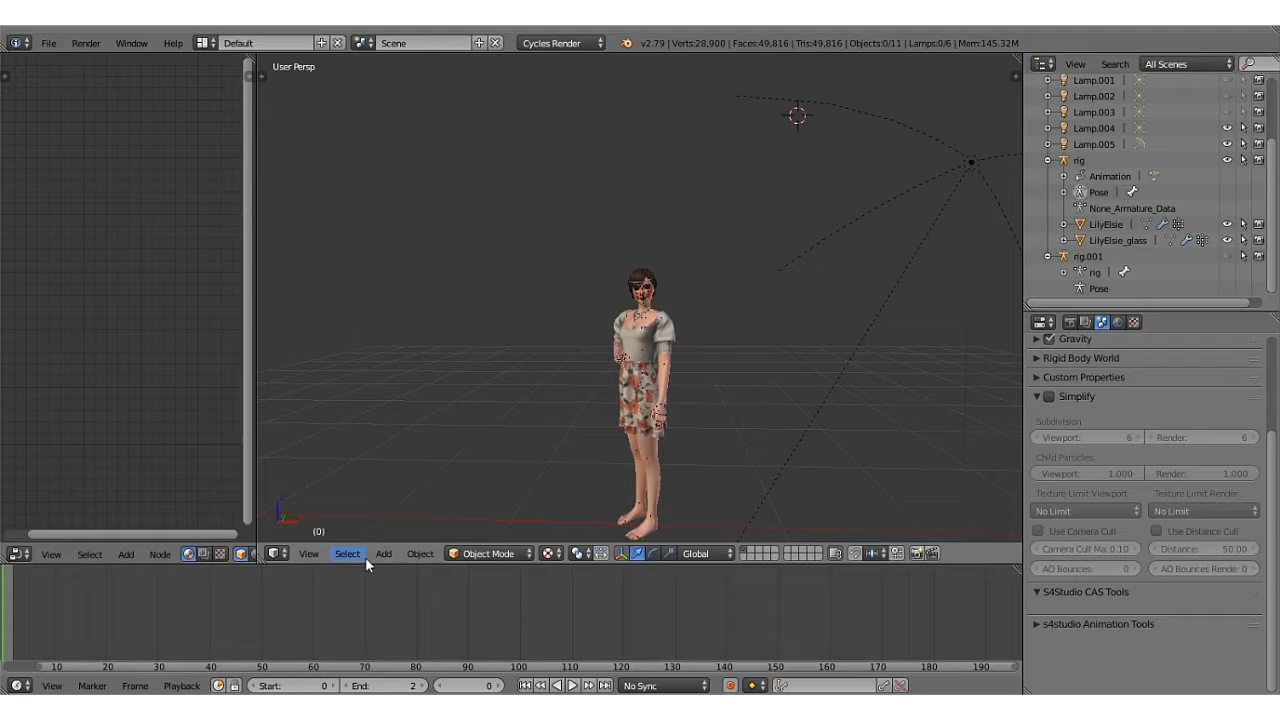 File Render Window Help Default Scene Cycles Render v2.79 | Verts:28,900 | Faces:49,816 | Tris:49,816 | Objects:0/11 | Lamps:0/6 | Mem:145.32M
User Persp
View Search All Scenes
Lamp.001
Lamp.002
Lamp.003
Lamp.004
Lamp.005
rig
Animation
Pose
None_Armature_Data
LilyElsie
LilyElsie_glass
rig.001
rig
Pose
Gravity
Rigid Body World
Custom Properties
Simplify
Subdivision
Viewport: 6 Render: 6
Child Particles
Viewport: 1.000 Render: 1.000
Texture Limit Viewport Texture Limit Render
No Limit No Limit
Use Camera Cull Use Distance Cull
Camera Cull Ma: 0.10 Distance: 50.00
AO Bounces: 0 AO Bounces Rende: 0
S4Studio CAS Tools
s4studio Animation Tools
(0)
View Select Add Node View Select Add Object Object Mode Global
10 20 30 40 50 60 70 80 90 100 110 120 130 140 150 160 170 180 190
View Marker Frame Playback Start: 0 End: 2 0 No Sync